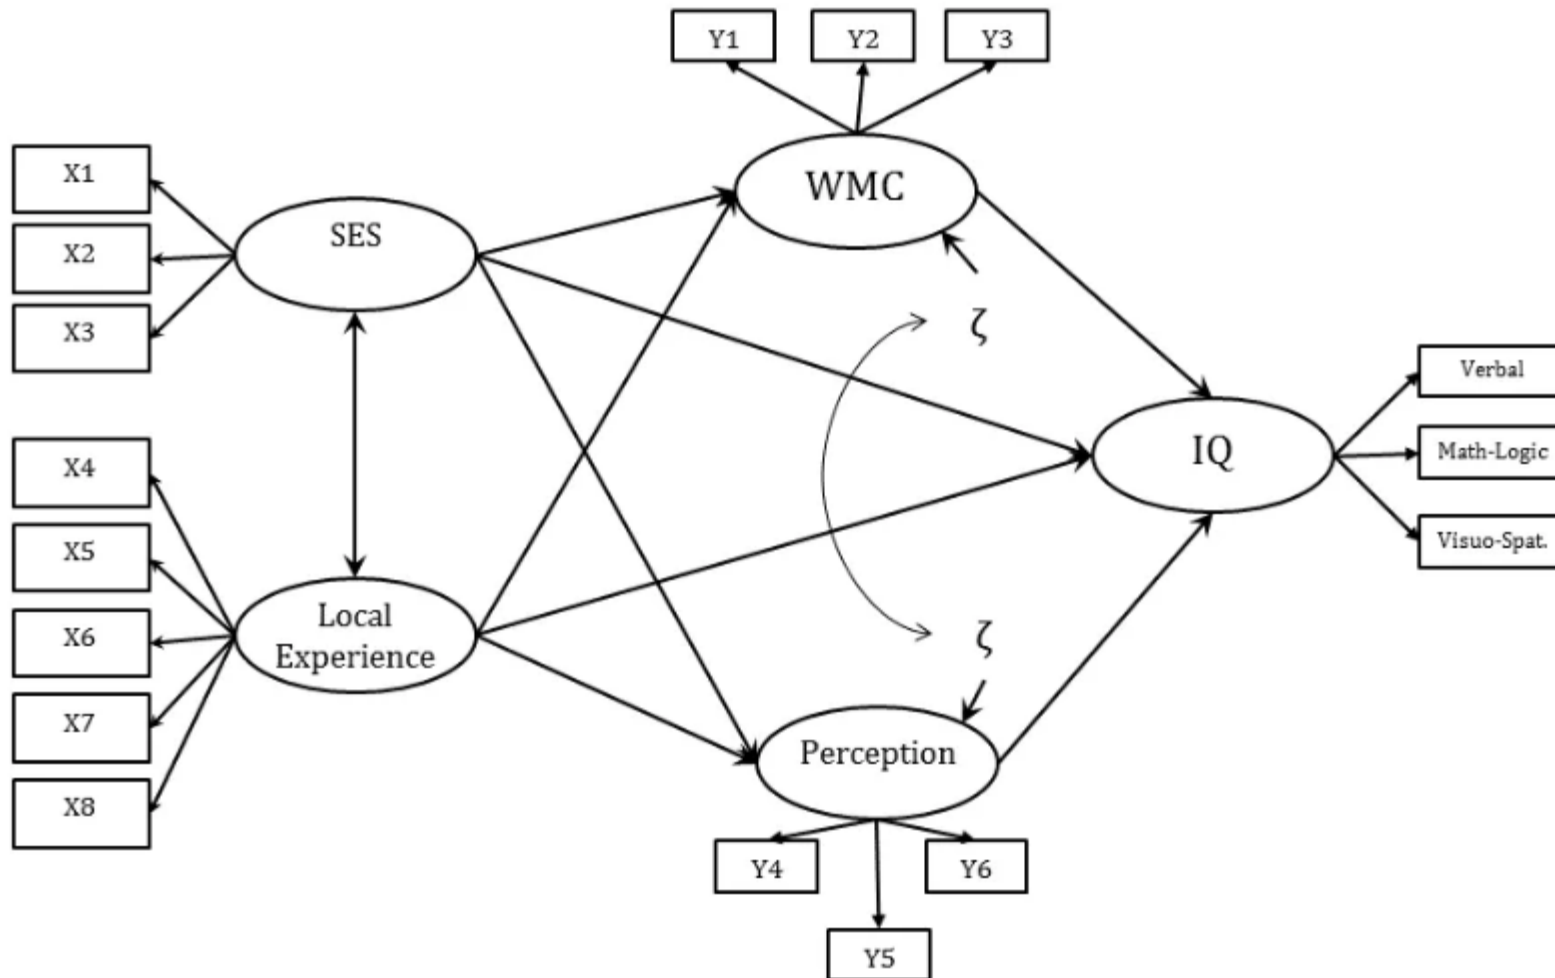 Y1
Y2
Y3
X1
SES
WMC
X2
X3
ζ
Verbal
X4
IQ
Math-Logic
X5
Visuo-Spat.
X6
Local
Experience
ζ
X7
Perception
X8
Y4
Y6
Y5